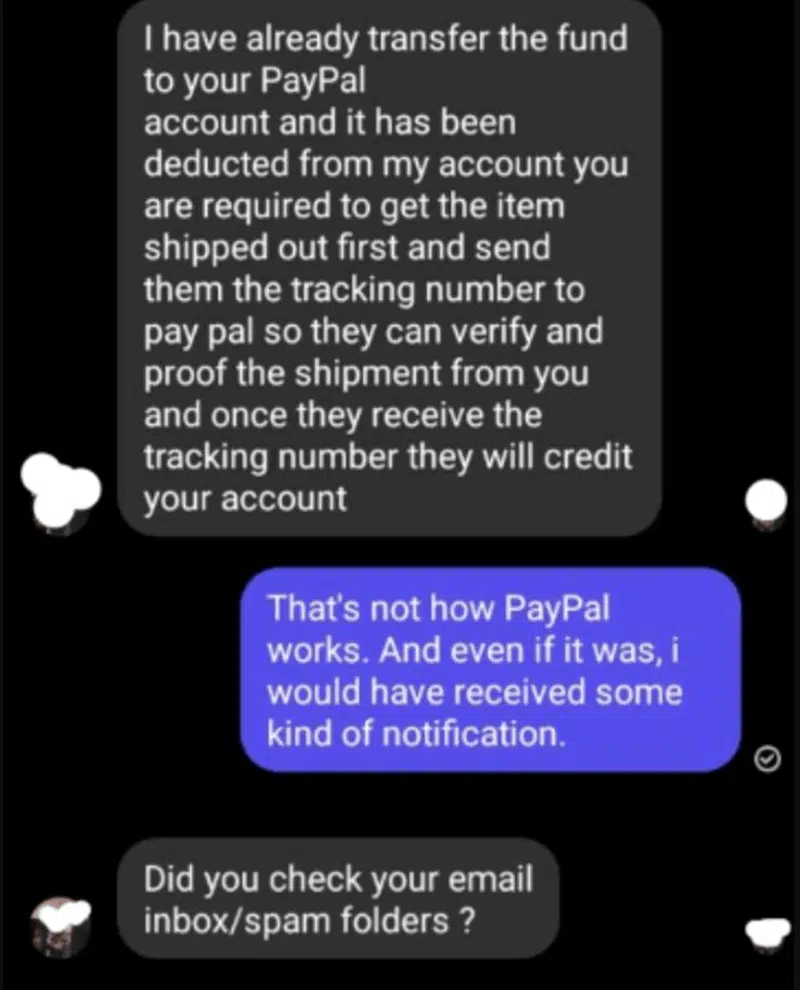 I have already transfer the fund
to your PayPal
account and it has been
deducted from my account you
are required to get the item
shipped out first and send
them the tracking number to
pay pal so they can verify and
proof the shipment from you
and once they receive the
tracking number they will credit
your account
That's not how PayPal
works. And even if it was, i
would have received some
kind of notification.
Did you check your email
inbox/spam folders ?